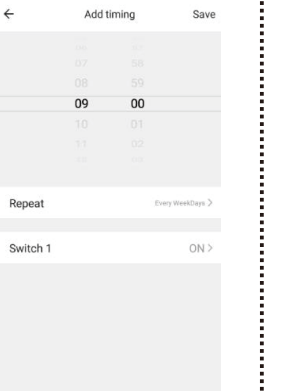 ← Add timing Save
07 58
08 59
09 00
10 01
11 02
Repeat Every WeekDays >
Switch 1 ON >